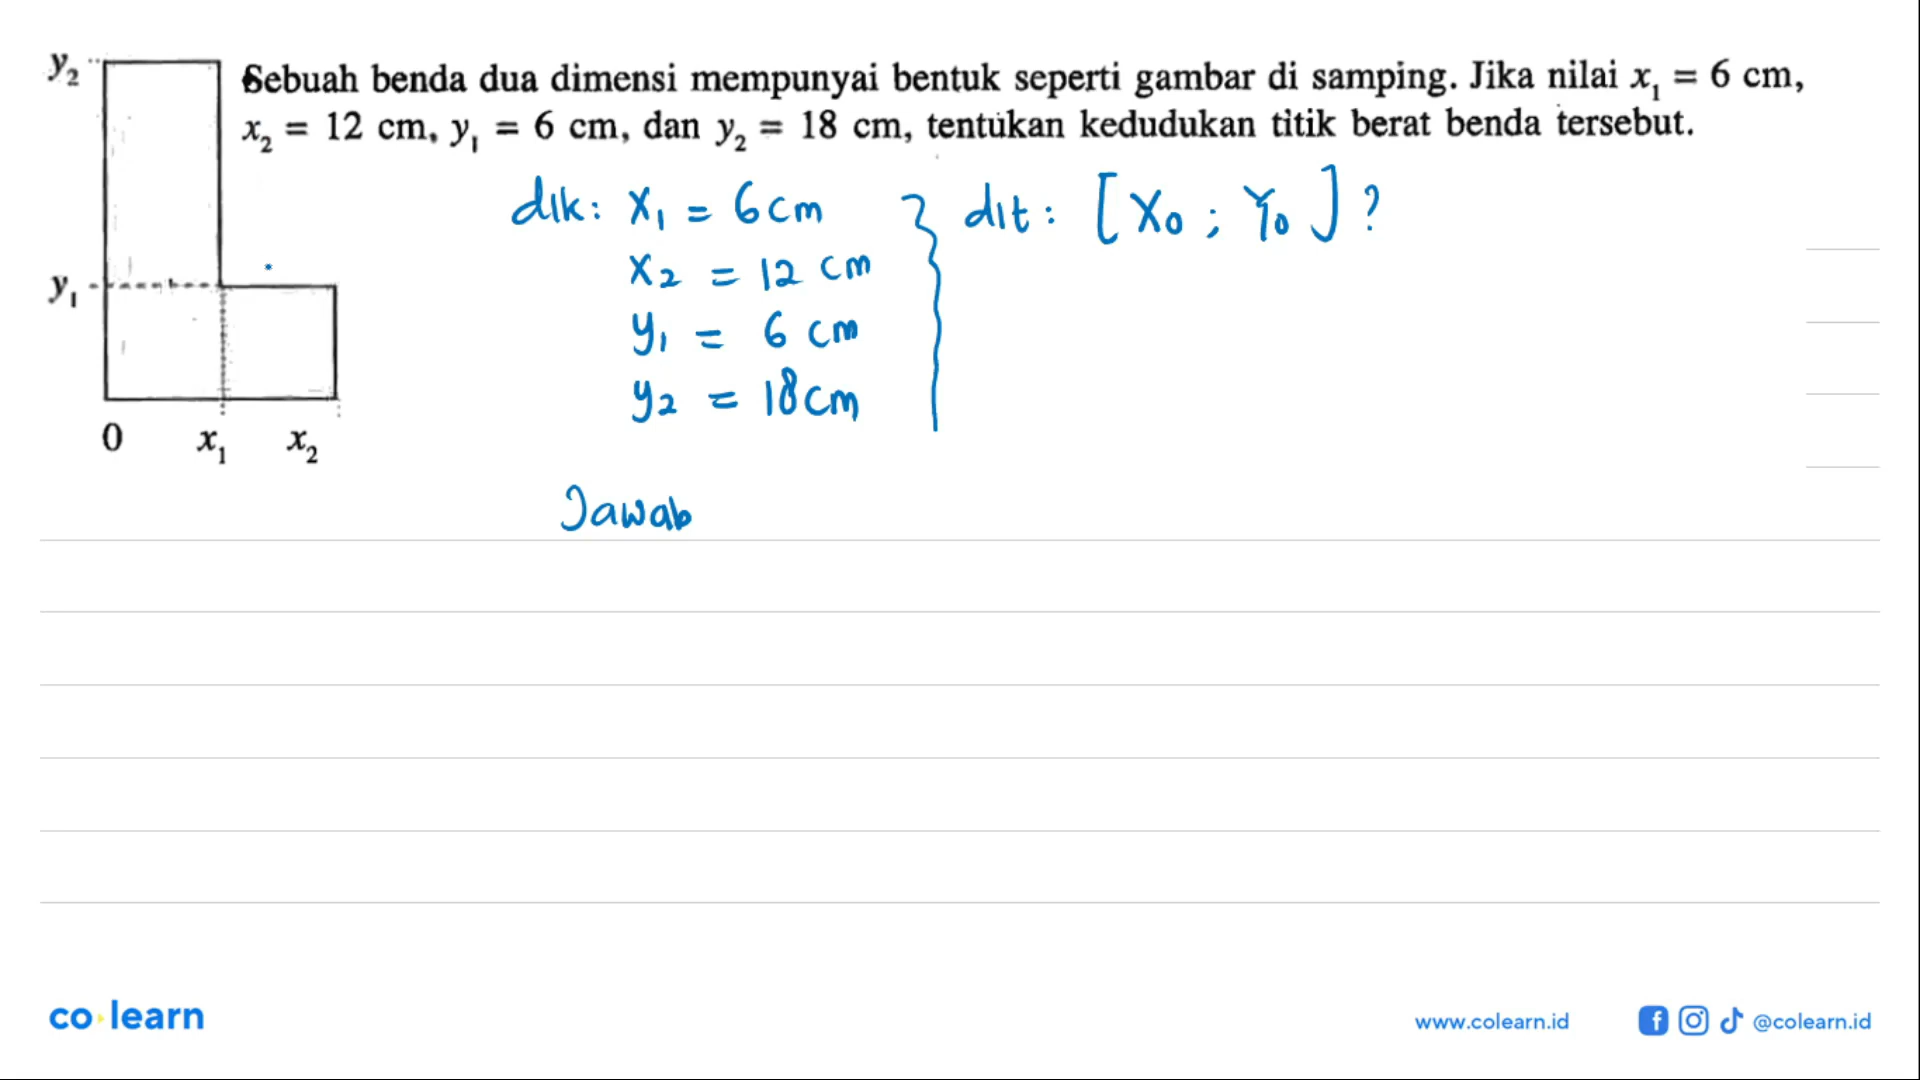 y₂
Sebuah benda dua dimensi mempunyai bentuk seperti gambar di samping. Jika nilai x₁ = 6 cm,
x₂ = 12 cm, y₁ = 6 cm, dan y₂ = 18 cm, tentukan kedudukan titik berat benda tersebut.
dik: x₁ = 6 cm
x₂ = 12 cm
y₁ = 6 cm
y₂ = 18 cm
dit: [X₀ ; Y₀] ?
y₁
0 x₁ x₂
Jawab
co learn
www.colearn.id
@colearn.id